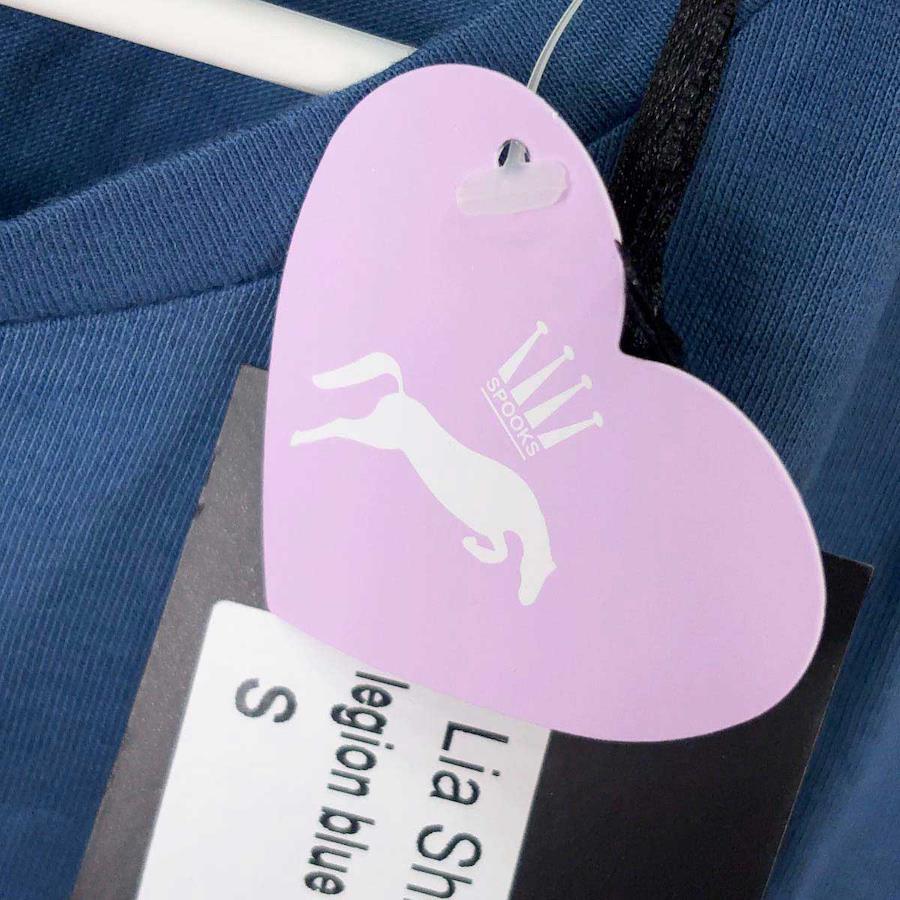 SPOOKS
Lia Sh
legion blue
S